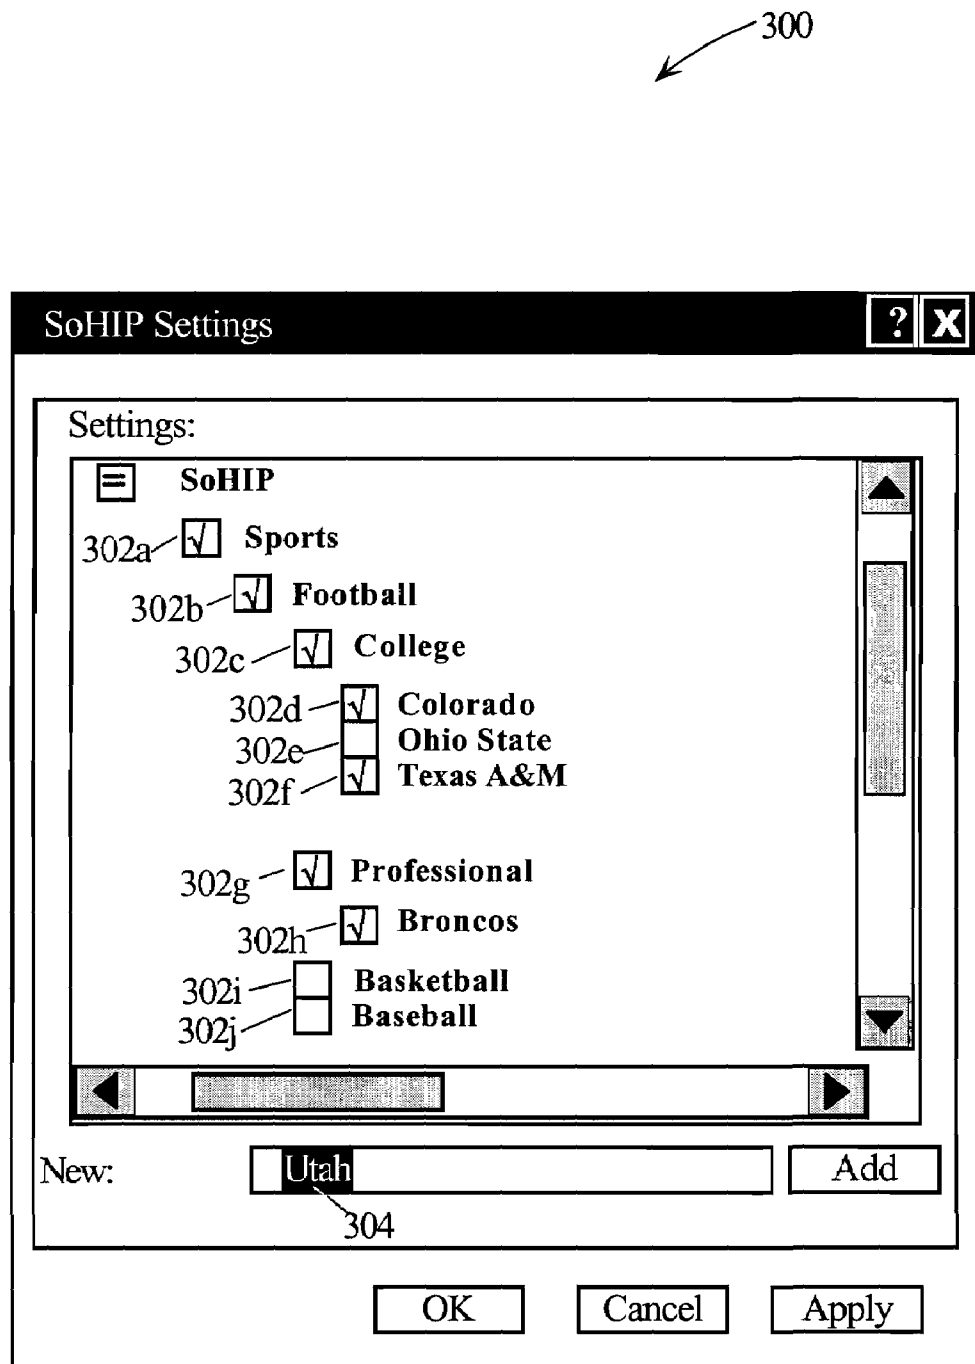 300
SoHIP Settings ? X
Settings:
SoHIP
302a Sports
302b Football
302c College
302d Colorado
302e Ohio State
302f Texas A&M
302g Professional
302h Broncos
302i Basketball
302j Baseball
New: Utah Add
304
OK Cancel Apply